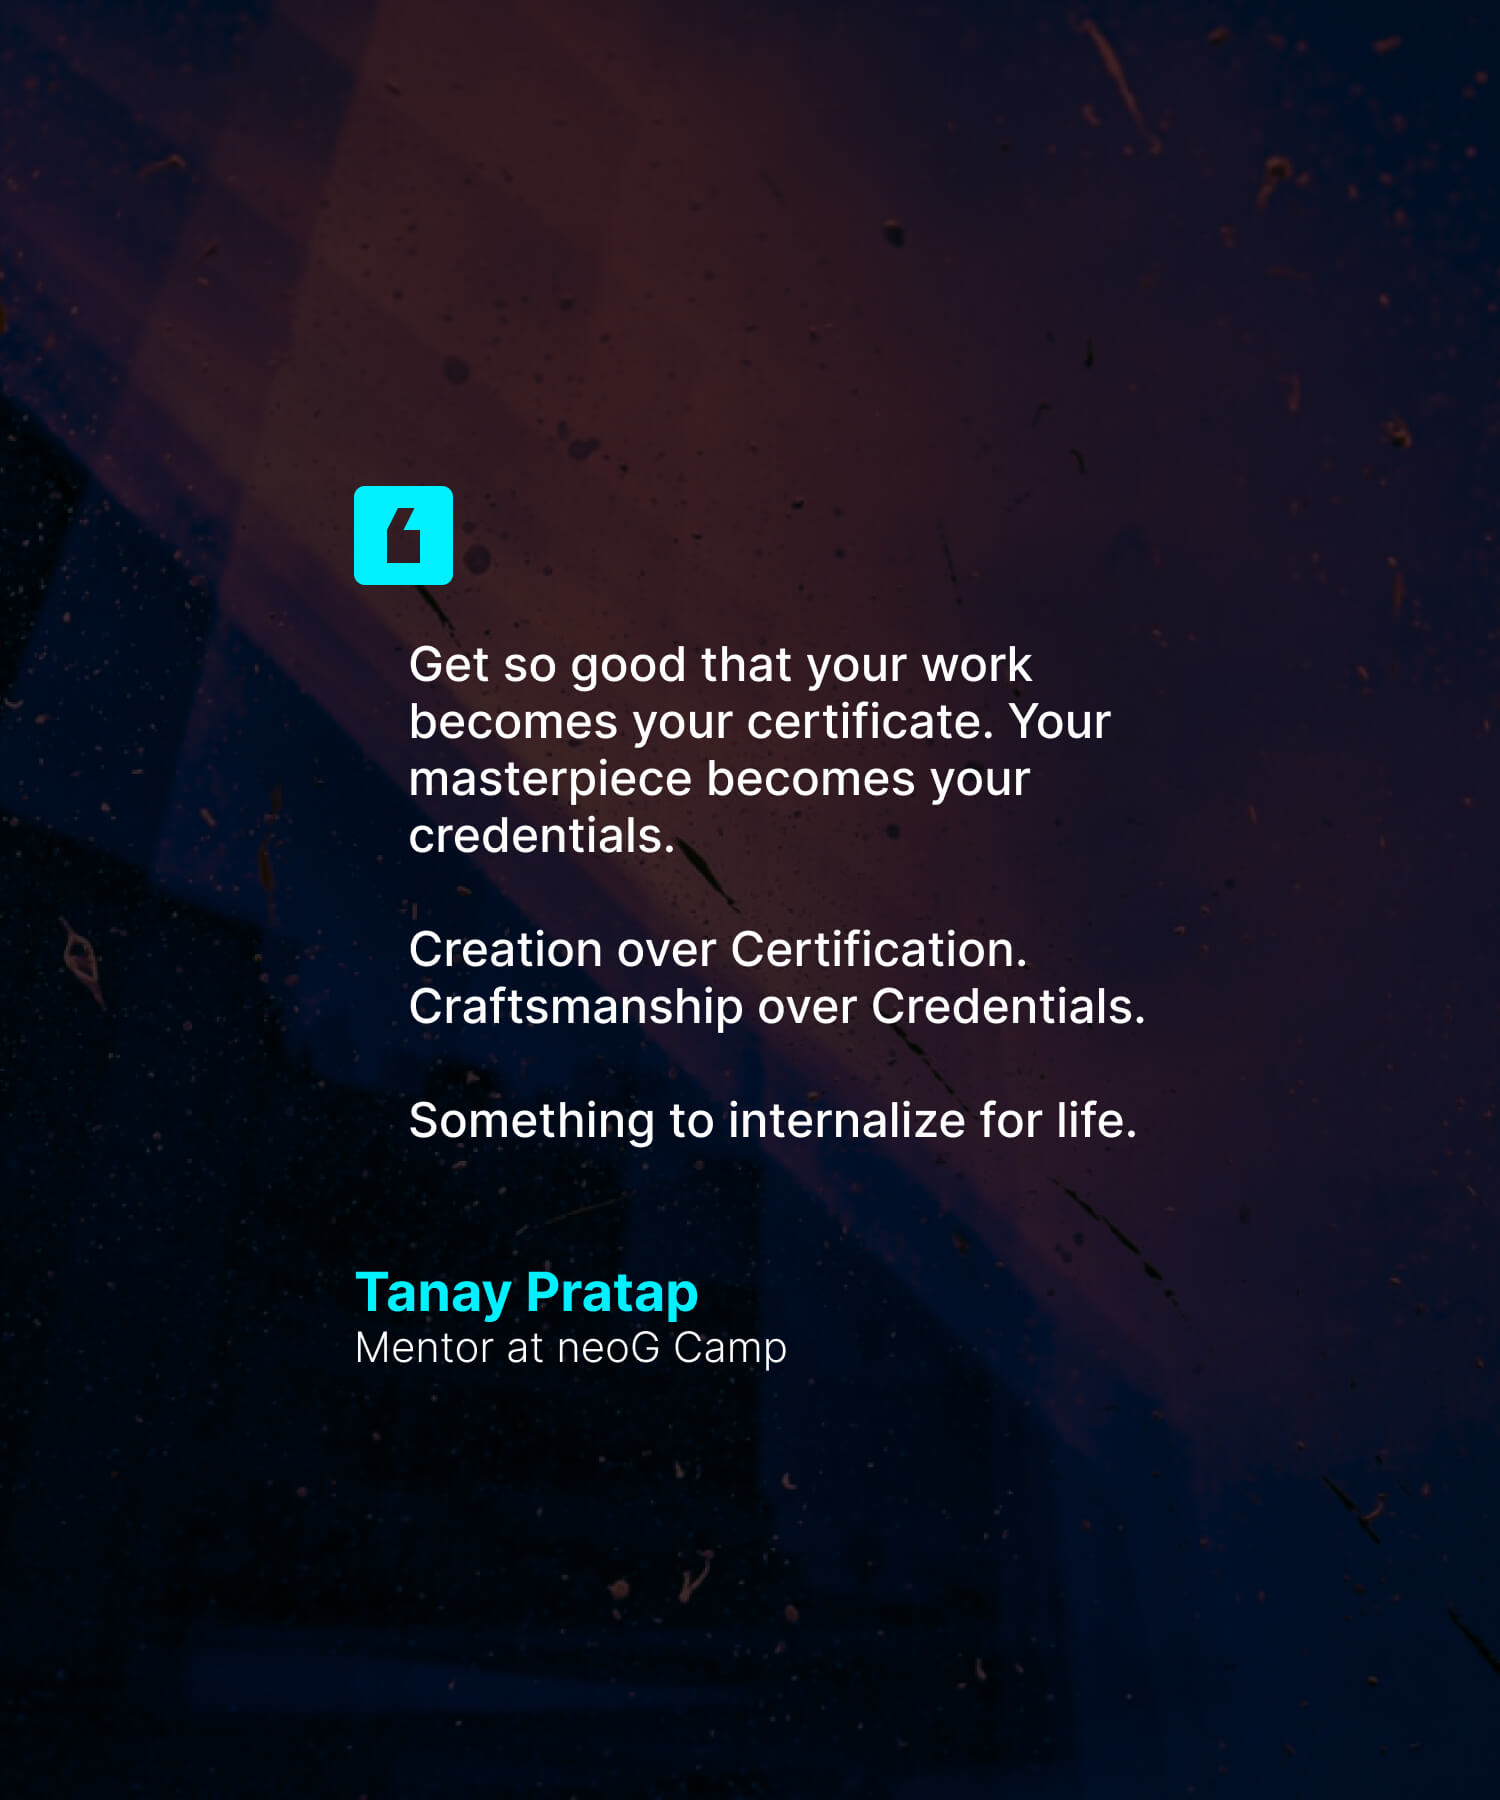 Get so good that your work
becomes your certificate. Your
masterpiece becomes your
credentials.
Creation over Certification.
Craftsmanship over Credentials.
Something to internalize for life.
Tanay Pratap
Mentor at neoG Camp